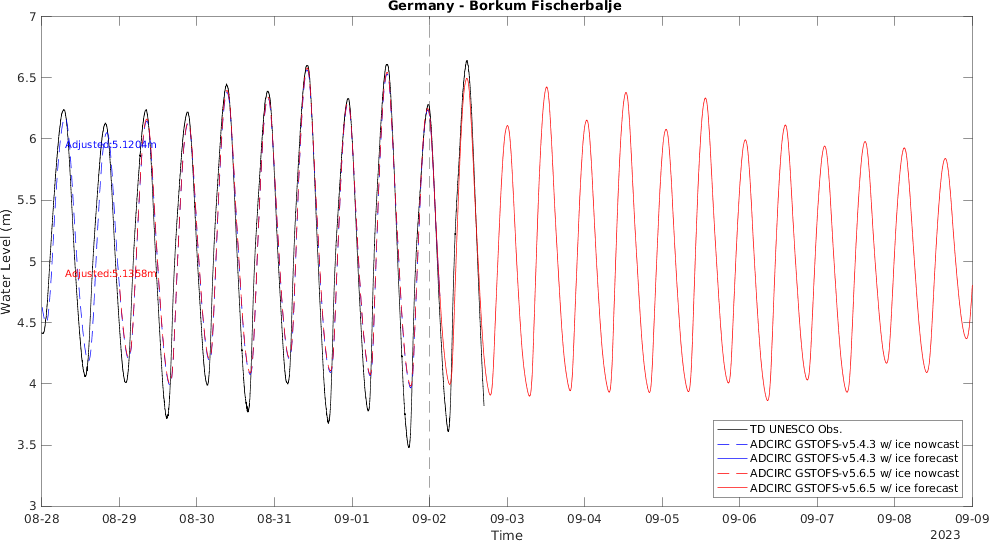 Germany - Borkum Fischerbalje
7
6.5
6
5.5
5
4.5
4
3.5
3
Water Level (m)
Adjusted:5.1204m
Adjusted:5.1358m
TD UNESCO Obs.
ADCIRC GSTOFS-v5.4.3 w/ ice nowcast
ADCIRC GSTOFS-v5.4.3 w/ ice forecast
ADCIRC GSTOFS-v5.6.5 w/ ice nowcast
ADCIRC GSTOFS-v5.6.5 w/ ice forecast
08-28 08-29 08-30 08-31 09-01 09-02 09-03 09-04 09-05 09-06 09-07 09-08 09-09
Time
2023